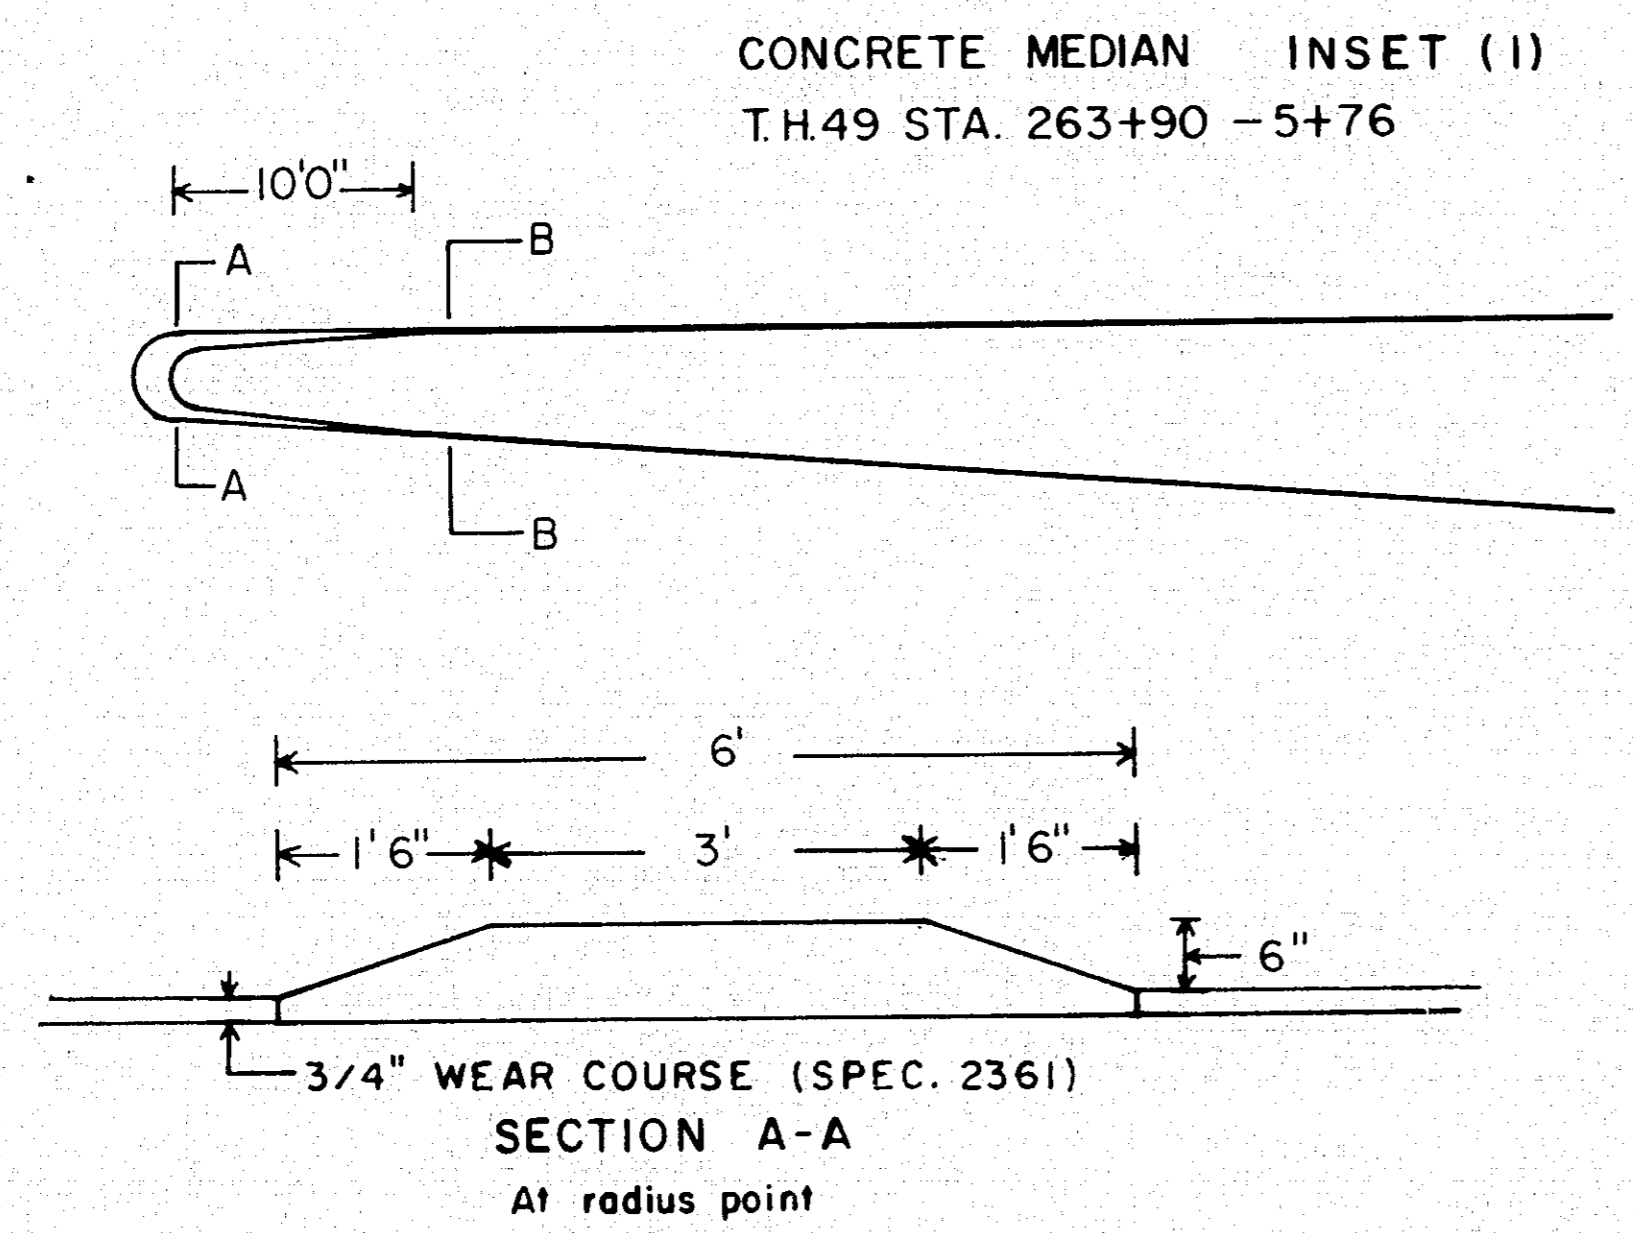 CONCRETE MEDIAN INSET (1)
T.H.49 STA. 263+90 - 5+76
10'0"
A
B
A
B
6'
1' 6"
3'
1' 6"
6"
3/4" WEAR COURSE (SPEC. 2361)
SECTION A-A
At radius point